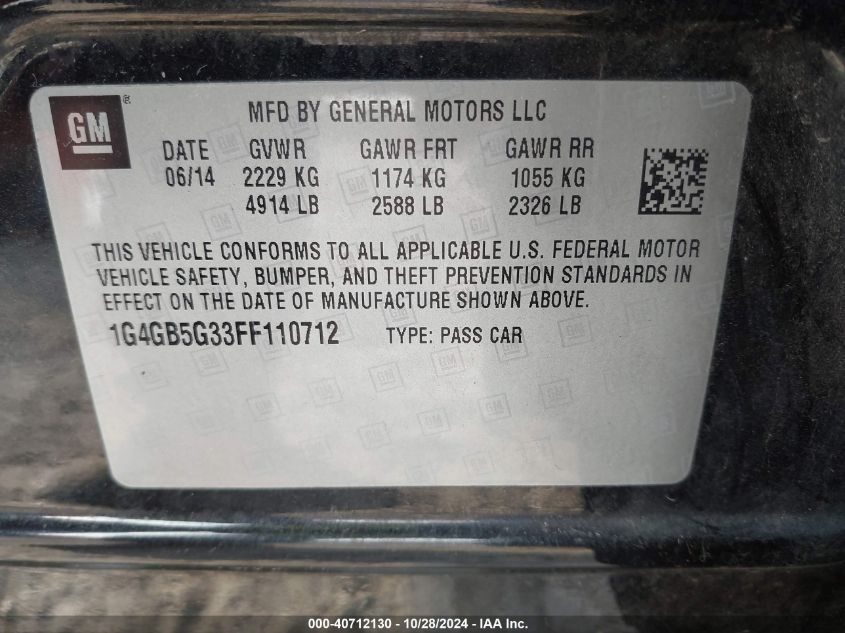 GM®
MFD BY GENERAL MOTORS LLC
DATE GVWR GAWR FRT GAWR RR
06/14 2229 KG 1174 KG 1055 KG
4914 LB 2588 LB 2326 LB
THIS VEHICLE CONFORMS TO ALL APPLICABLE U.S. FEDERAL MOTOR
VEHICLE SAFETY, BUMPER, AND THEFT PREVENTION STANDARDS IN
EFFECT ON THE DATE OF MANUFACTURE SHOWN ABOVE.
1G4GB5G33FF110712 TYPE: PASS CAR
000-40712130 - 10/28/2024 - IAA Inc.